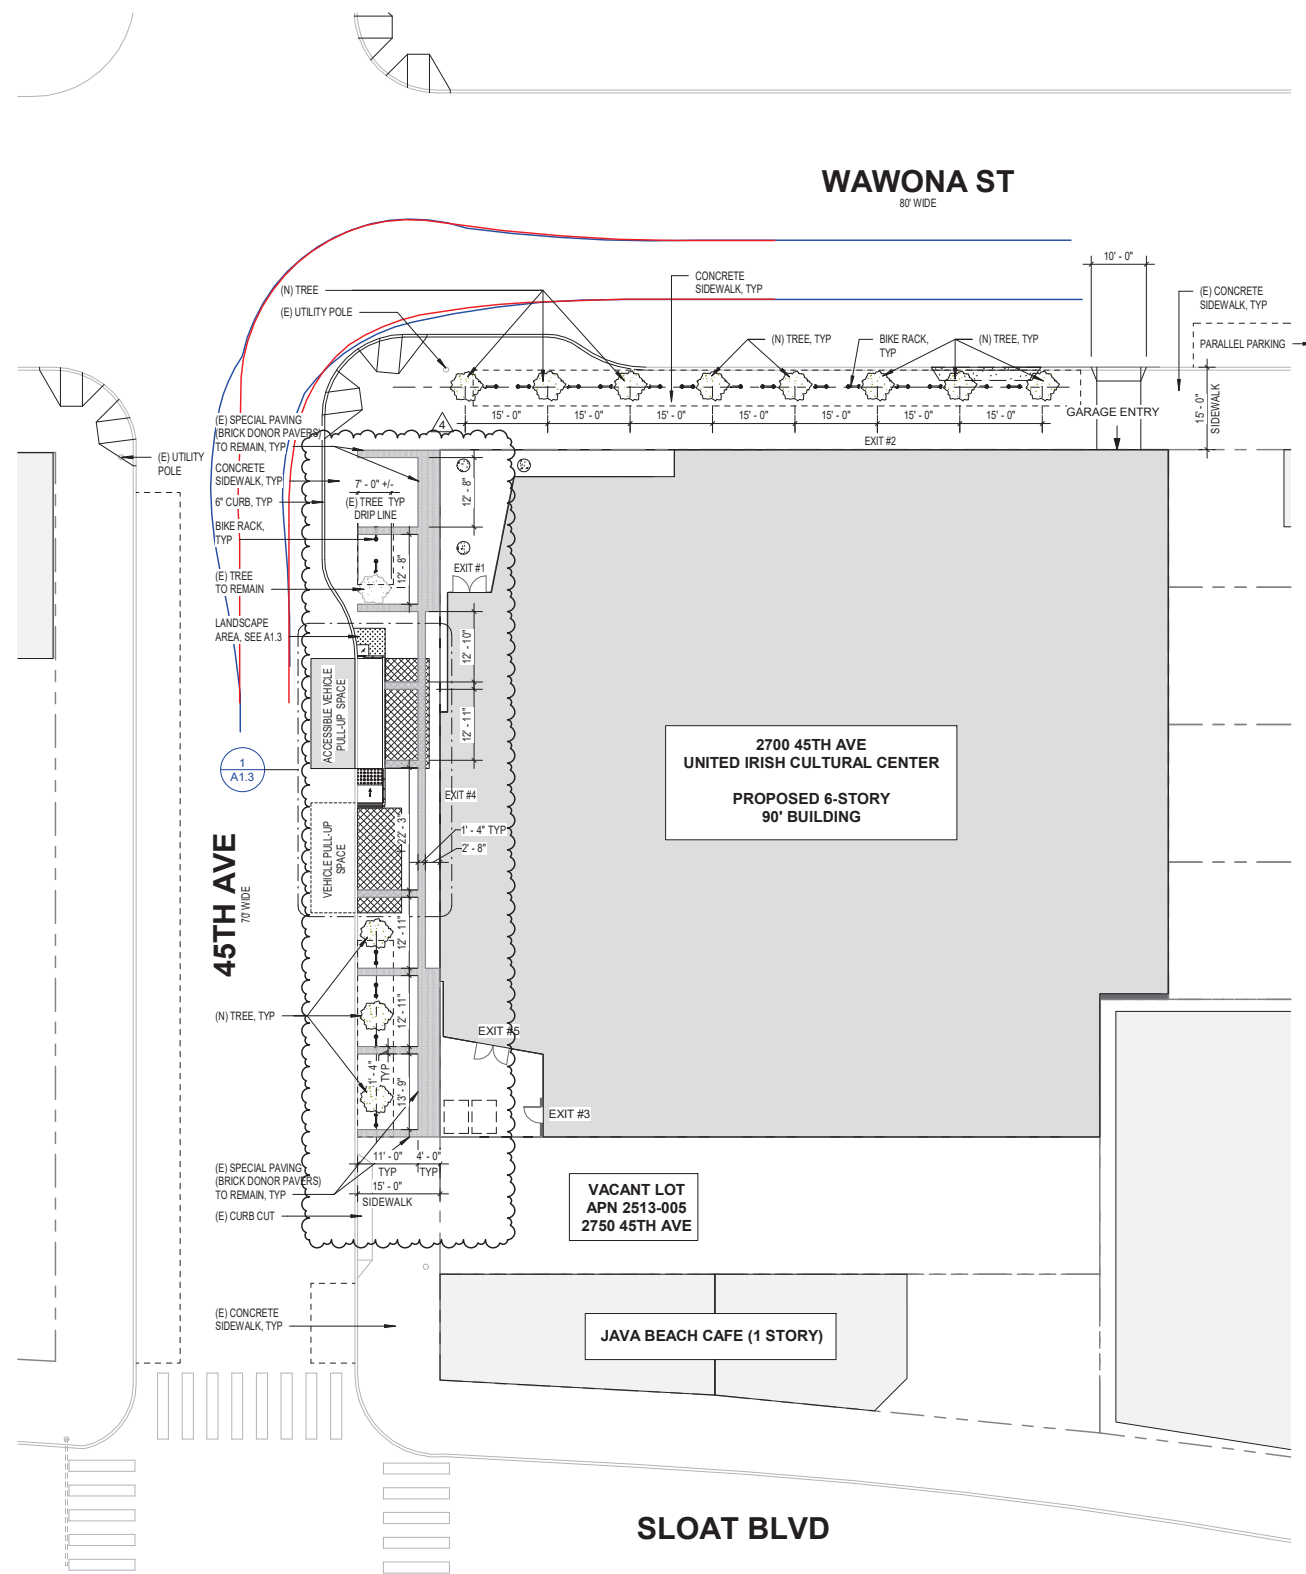 WAWONA ST
80' WIDE
10' - 0"
CONCRETE
SIDEWALK, TYP
(N) TREE
(E) UTILITY POLE
(E) CONCRETE
SIDEWALK, TYP
(N) TREE, TYP
BIKE RACK,
TYP
(N) TREE, TYP
PARALLEL PARKING
15' - 0"
15' - 0"
15' - 0"
15' - 0"
15' - 0"
15' - 0"
15' - 0"
GARAGE ENTRY
15' - 0"
SIDEWALK
EXIT #2
4
(E) SPECIAL PAVING
(BRICK DONOR PAVERS)
TO REMAIN, TYP
(E) UTILITY
POLE
CONCRETE
SIDEWALK, TYP
6" CURB, TYP
BIKE RACK,
TYP
(E) TREE
TO REMAIN
LANDSCAPE
AREA, SEE A1.3
7' - 0" +/-
(E) TREE TYP
DRIP LINE
12' - 8"
12' - 8"
EXIT #1
12' - 10"
12' - 11"
ACCESSIBLE VEHICLE
PULL-UP SPACE
1
A1.3
EXIT #4
22' - 3"
1' - 4" TYP
2' - 8"
VEHICLE PULL-UP
SPACE
45TH AVE
70' WIDE
2700 45TH AVE
UNITED IRISH CULTURAL CENTER
PROPOSED 6-STORY
90' BUILDING
12' - 11"
12' - 11"
(N) TREE, TYP
EXIT #5
1' - 4"
TYP
13' - 9"
EXIT #3
(E) SPECIAL PAVING
(BRICK DONOR PAVERS)
TO REMAIN, TYP
11' - 0"
TYP
4' - 0"
TYP
15' - 0"
SIDEWALK
(E) CURB CUT
VACANT LOT
APN 2513-005
2750 45TH AVE
(E) CONCRETE
SIDEWALK, TYP
JAVA BEACH CAFE (1 STORY)
SLOAT BLVD